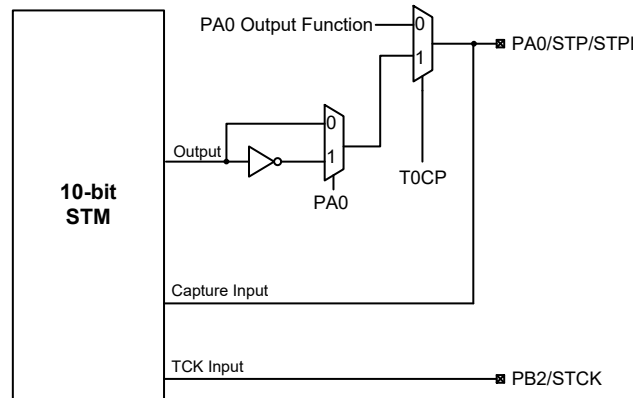 PA0 Output Function
0
1
PA0/STP/STPI
0
1
Output
T0CP
PA0
10-bit
STM
Capture Input
TCK Input
PB2/STCK